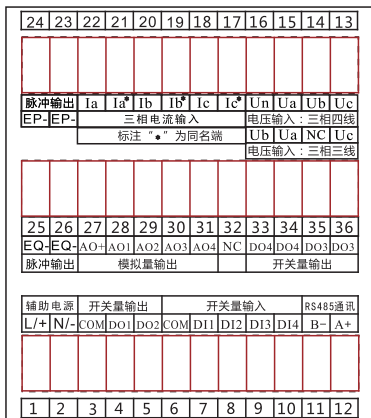 24 23 22 21 20 19 18 17 16 15 14 13
脉冲输出 Ia Ia* Ib Ib* Ic Ic* Un Ua Ub Uc
EP- EP- 三相电流输入 电压输入：三相四线
标注“*”为同名端 Ub Ua NC Uc
电压输入：三相三线
25 26 27 28 29 30 31 32 33 34 35 36
EQ- EQ- AO+ AO1 AO2 AO3 AO4 NC DO4 DO4 DO3 DO3
脉冲输出 模拟量输出 开关量输出
辅助电源 开关量输出 开关量输入 RS485通讯
L/+ N/- COM DO1 DO2 COM DI1 DI2 DI3 DI4 B- A+
1 2 3 4 5 6 7 8 9 10 11 12